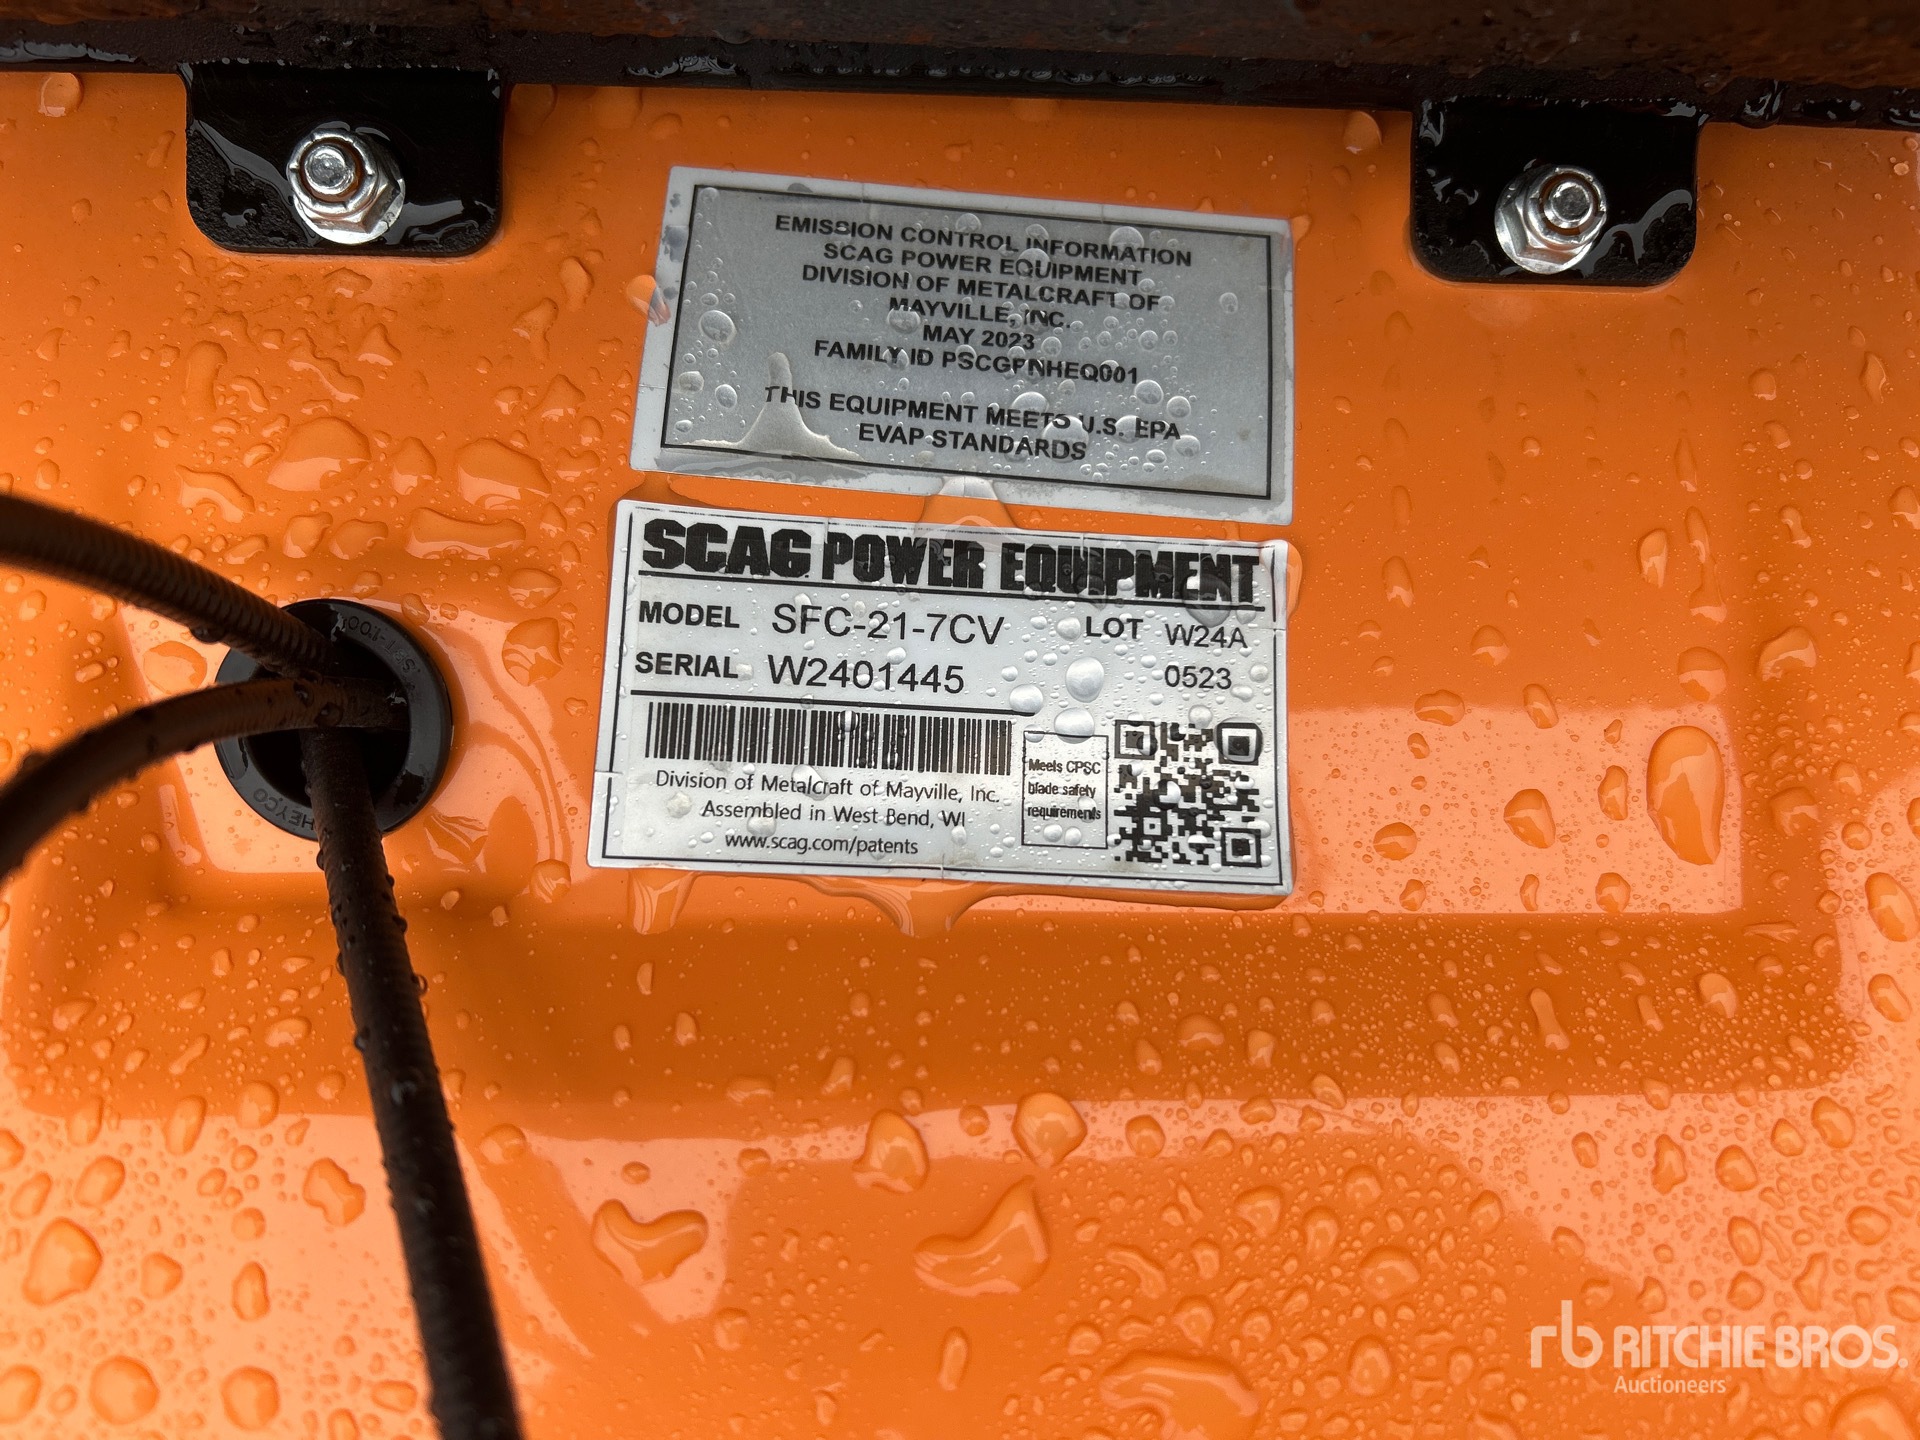 EMISSION CONTROL INFORMATION
SCAG POWER EQUIPMENT
DIVISION OF METALCRAFT OF
MAYVILLE, INC.
MAY 2023
FAMILY ID PSCGPNHEQ001
THIS EQUIPMENT MEETS U.S. EPA
EVAP STANDARDS
SCAG POWER EQUIPMENT
MODEL SFC-21-7CV LOT W24A
SERIAL W2401445 0523
Division of Metalcraft of Mayville, Inc.
Assembled in West Bend, WI
www.scag.com/patents
Meets CPSC
blade safety
requirements
HEYCO
rb RITCHIE BROS.
Auctioneers